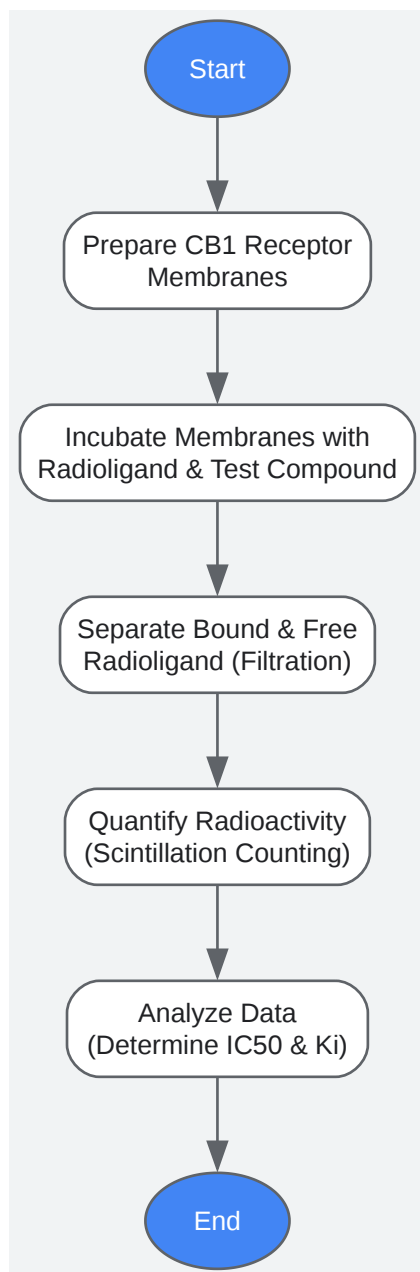 Start
Prepare CB1 Receptor
Membranes
Incubate Membranes with
Radioligand & Test Compound
Separate Bound & Free
Radioligand (Filtration)
Quantify Radioactivity
(Scintillation Counting)
Analyze Data
(Determine IC50 & Ki)
End